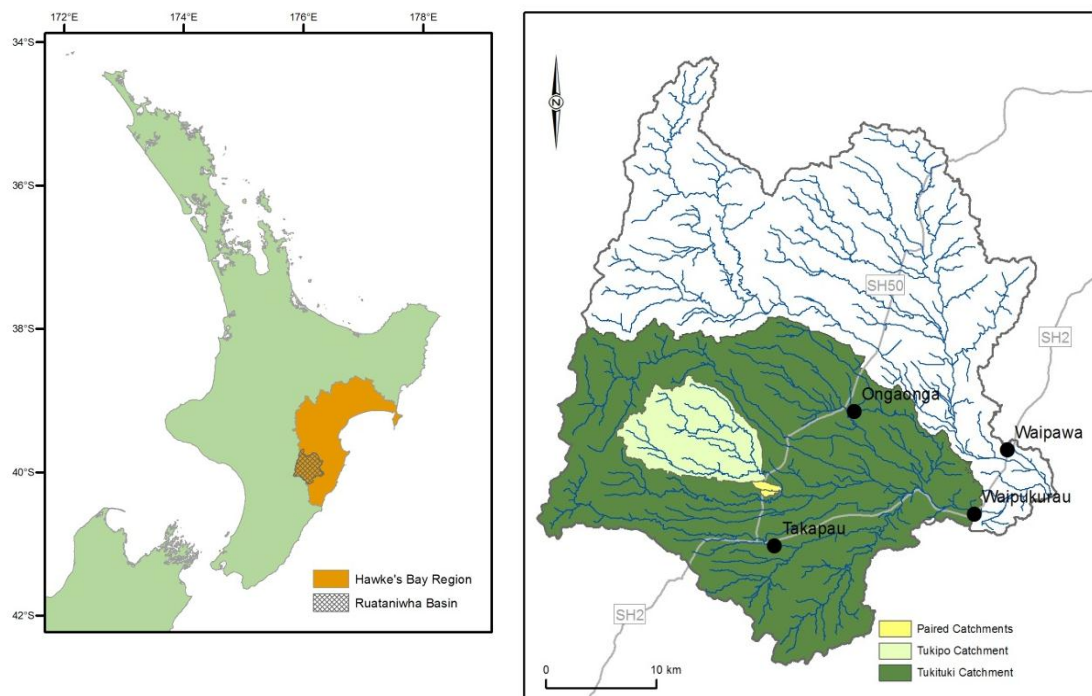 172°E
174°E
176°E
178°E
34°S
36°S
38°S
40°S
42°S
Hawke's Bay Region
Ruataniwha Basin
N
SH50
SH2
Ongaonga
Waipawa
Waipukurau
Takapau
SH2
Paired Catchments
Tukipo Catchment
Tukituki Catchment
0 10 km